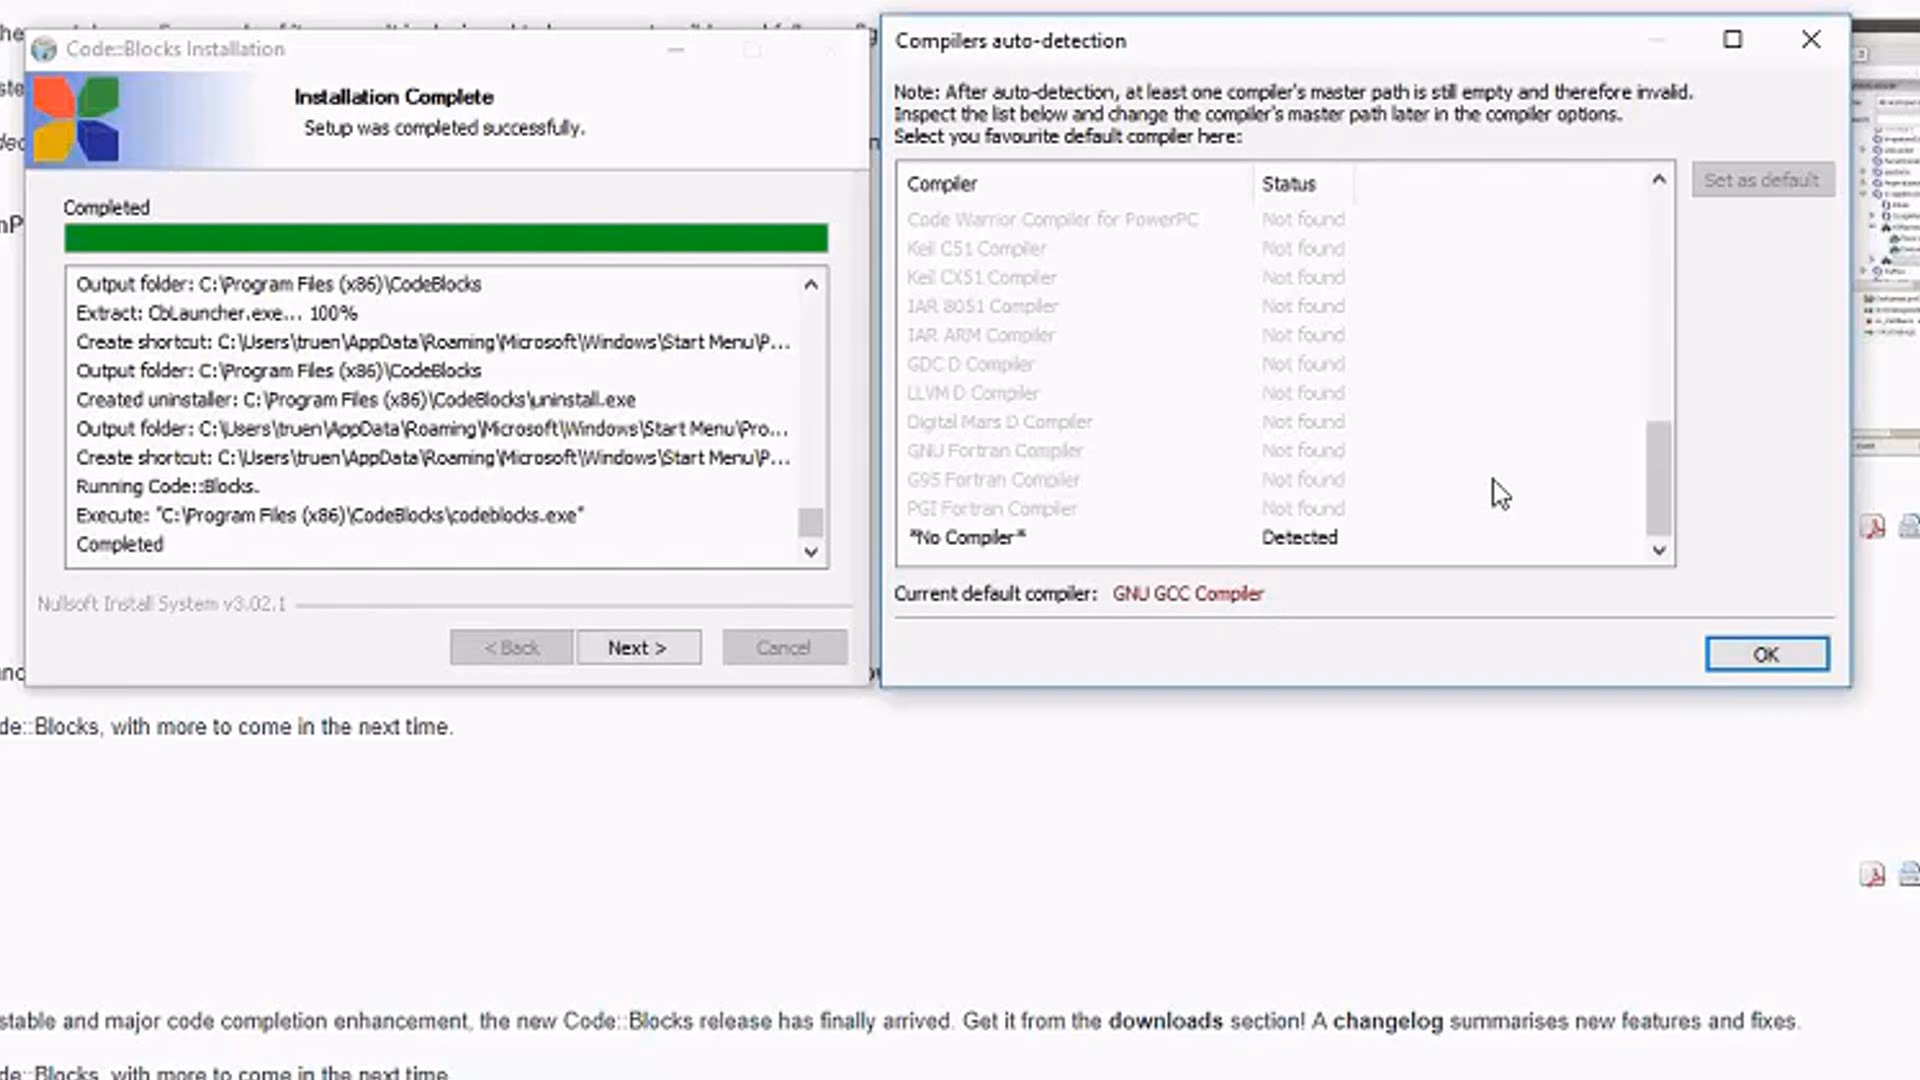 Code::Blocks Installation
Installation Complete
Setup was completed successfully.
Completed
Output folder: C:\Program Files (x86)\CodeBlocks
Extract: CbLauncher.exe... 100%
Create shortcut: C:\Users\truen\AppData\Roaming\Microsoft\Windows\Start Menu\P...
Output folder: C:\Program Files (x86)\CodeBlocks
Created uninstaller: C:\Program Files (x86)\CodeBlocks\uninstall.exe
Output folder: C:\Users\truen\AppData\Roaming\Microsoft\Windows\Start Menu\Pro...
Create shortcut: C:\Users\truen\AppData\Roaming\Microsoft\Windows\Start Menu\P...
Running Code::Blocks.
Execute: "C:\Program Files (x86)\CodeBlocks\codeblocks.exe"
Completed
Nullsoft Install System v3.02.1
< Back
Next >
Cancel
Compilers auto-detection
Note: After auto-detection, at least one compiler's master path is still empty and therefore invalid.
Inspect the list below and change the compiler's master path later in the compiler options.
Select you favourite default compiler here:
Compiler Status
Set as default
Code Warrior Compiler for PowerPC Not found
Keil C51 Compiler Not found
Keil CX51 Compiler Not found
IAR 8051 Compiler Not found
IAR ARM Compiler Not found
GDC D Compiler Not found
LLVM D Compiler Not found
Digital Mars D Compiler Not found
GNU Fortran Compiler Not found
G95 Fortran Compiler Not found
PGI Fortran Compiler Not found
*No Compiler* Detected
Current default compiler: GNU GCC Compiler
OK
de::Blocks, with more to come in the next time.
stable and major code completion enhancement, the new Code::Blocks release has finally arrived. Get it from the downloads section! A changelog summarises new features and fixes.
de::Blocks, with more to come in the next time.